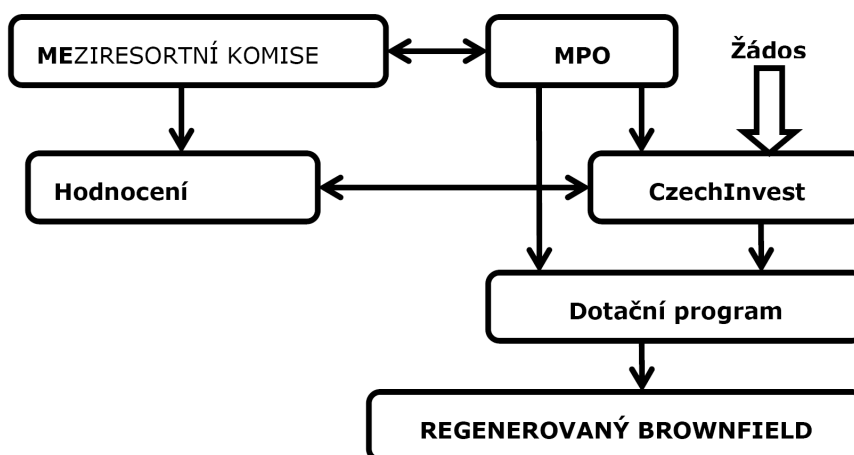 MEZIRESORTNÍ KOMISE
MPO
Žádos
Hodnocení
CzechInvest
Dotační program
REGENEROVANÝ BROWNFIELD